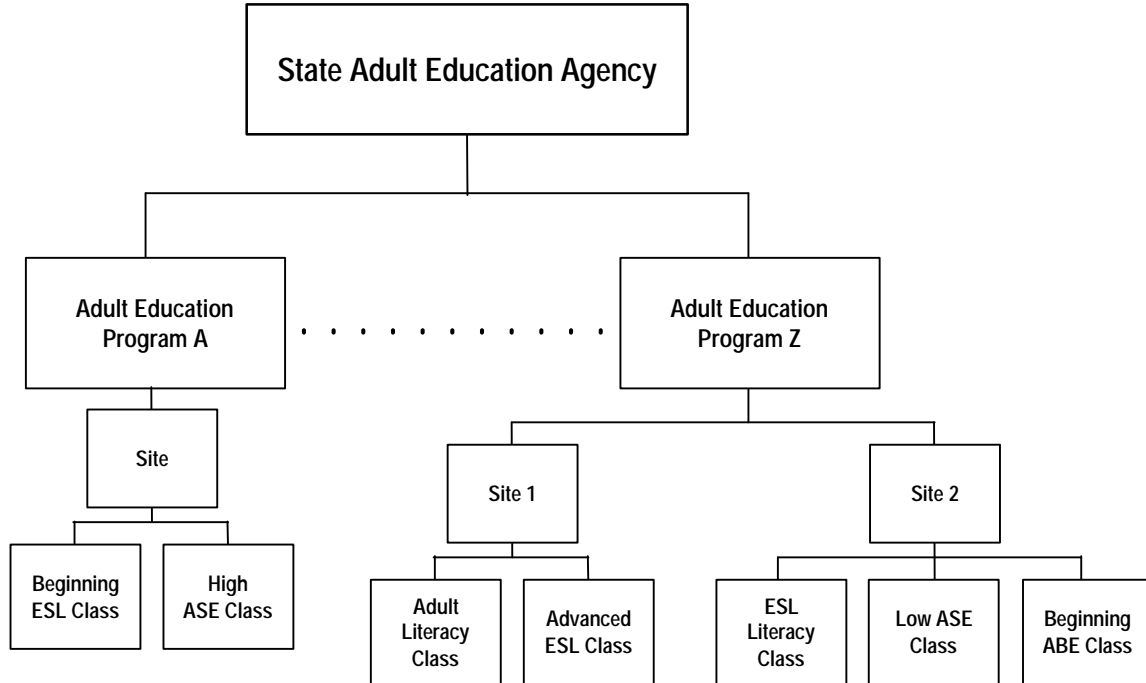 State Adult Education Agency
Adult Education
Program A
Adult Education
Program Z
Site
Site 1
Site 2
Beginning
ESL Class
High
ASE Class
Adult
Literacy
Class
Advanced
ESL Class
ESL
Literacy
Class
Low ASE
Class
Beginning
ABE Class